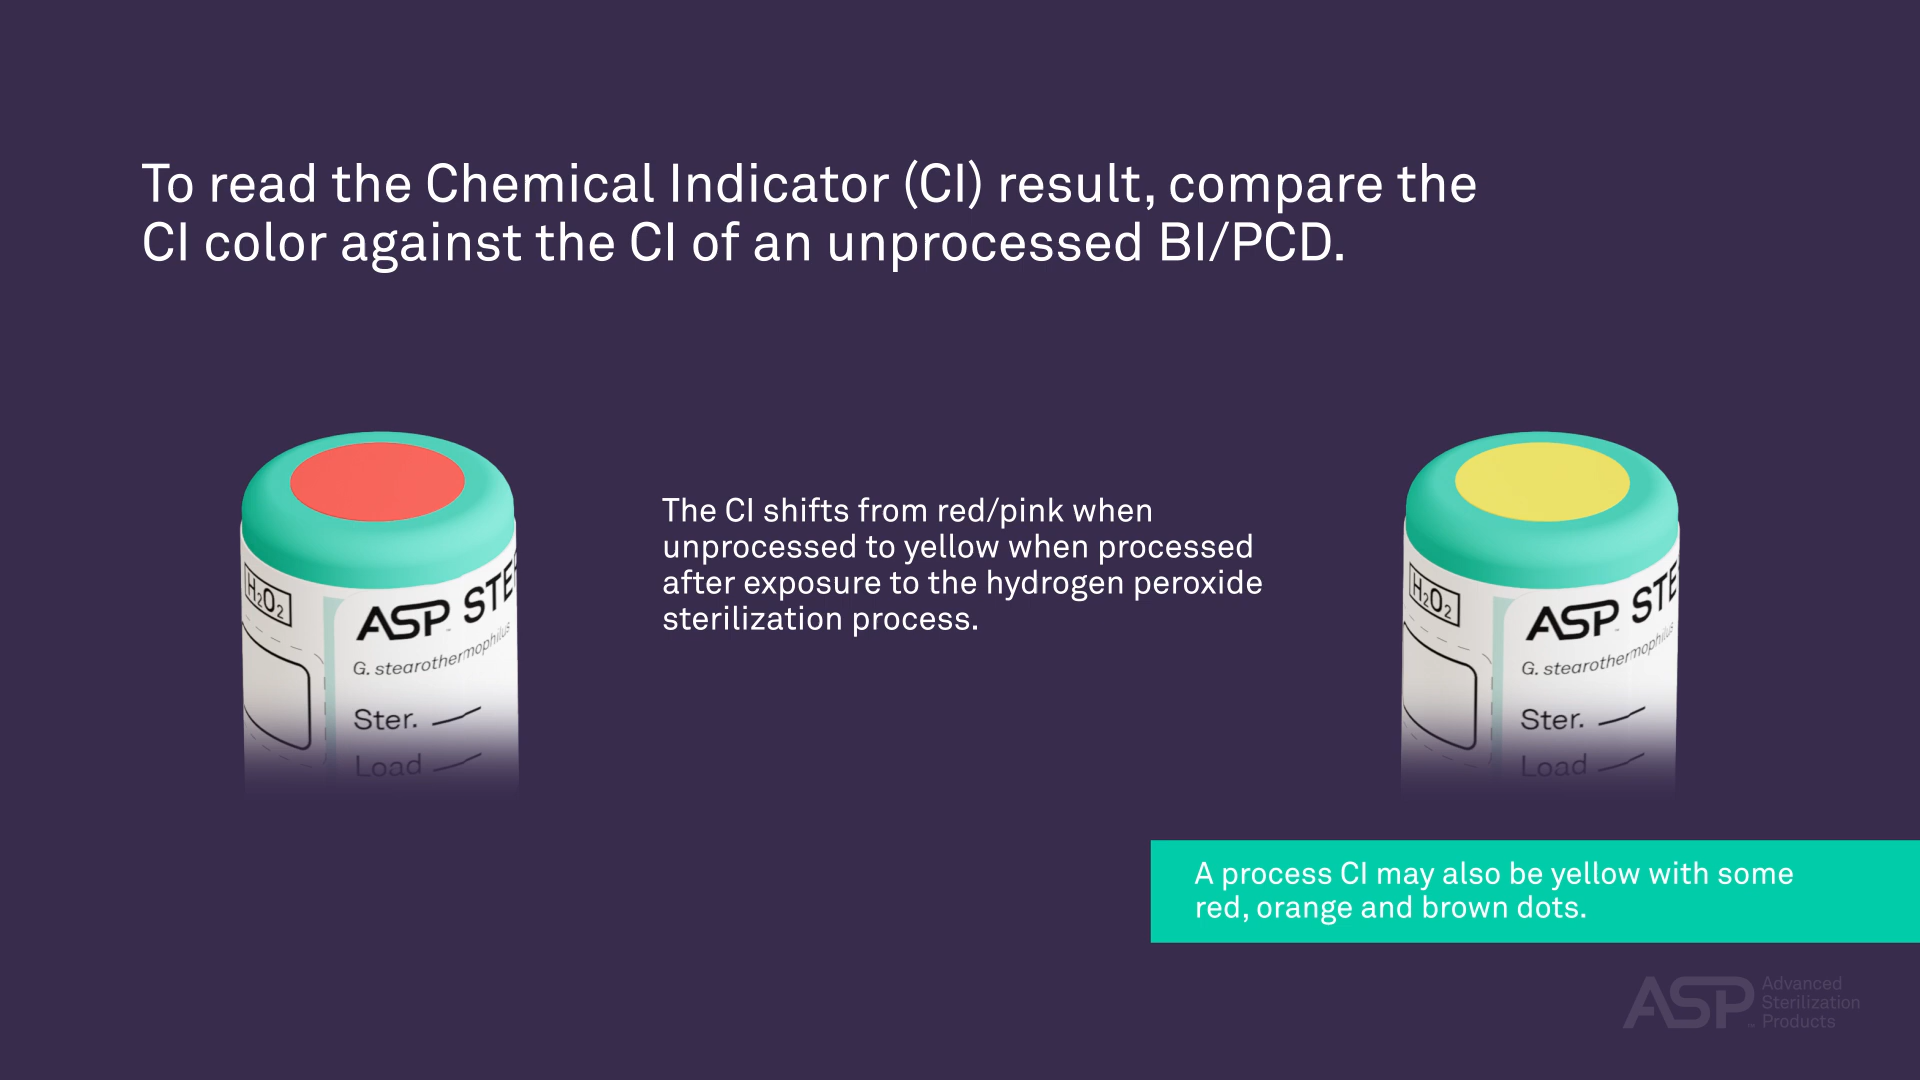 To read the Chemical Indicator (CI) result, compare the
CI color against the CI of an unprocessed BI/PCD.
The CI shifts from red/pink when
unprocessed to yellow when processed
after exposure to the hydrogen peroxide
sterilization process.
H₂O₂
ASP STE
G. stearothermophilus
Ster.
Load
H₂O₂
ASP STE
G. stearothermophilus
Ster.
Load
A process CI may also be yellow with some
red, orange and brown dots.
ASP™
Advanced
Sterilization
Products